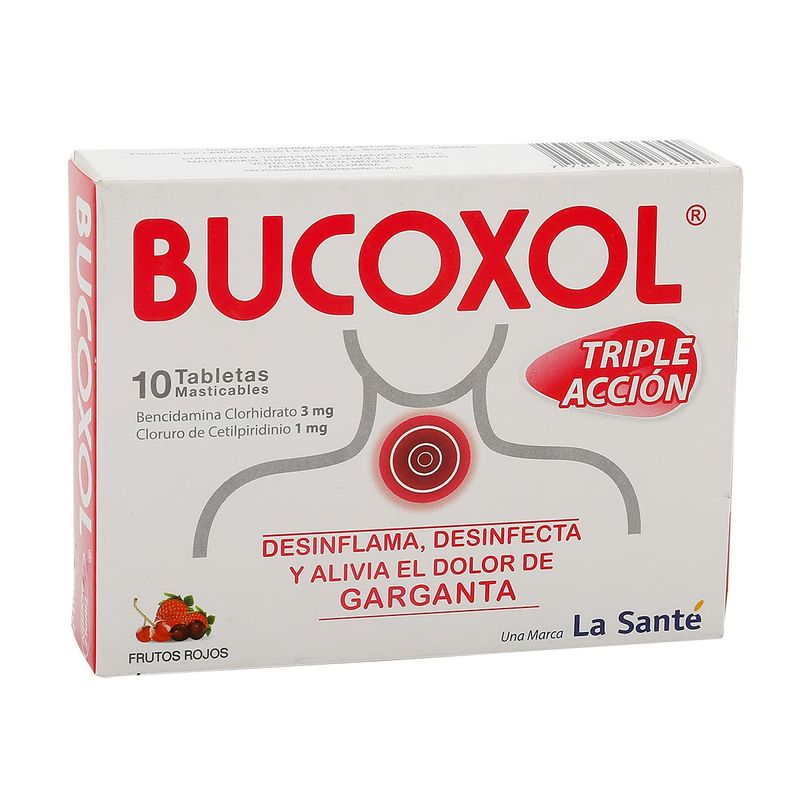 BUCOXOL®
TRIPLE
ACCIÓN
10 Tabletas
Masticables
Bencidamina Clorhidrato 3 mg
Cloruro de Cetilpiridinio 1 mg
DESINFLAMA, DESINFECTA
Y ALIVIA EL DOLOR DE
GARGANTA
FRUTOS ROJOS
Una Marca La Santé
BUCOXOL®